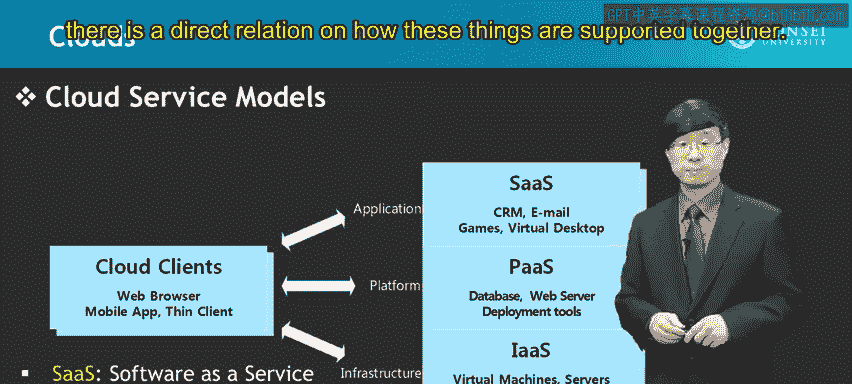 there is a direct relation on how these things are supported together.
Clouds
UNIVERSITY
❖ Cloud Service Models
SaaS
CRM, E-mail
Games, Virtual Desktop
Application
Cloud Clients
Web Browser
Mobile App, Thin Client
Platform
PaaS
Database, Web Server
Deployment tools
IaaS
Virtual Machines, Servers
Infrastructure
▪ SaaS: Software as a Service